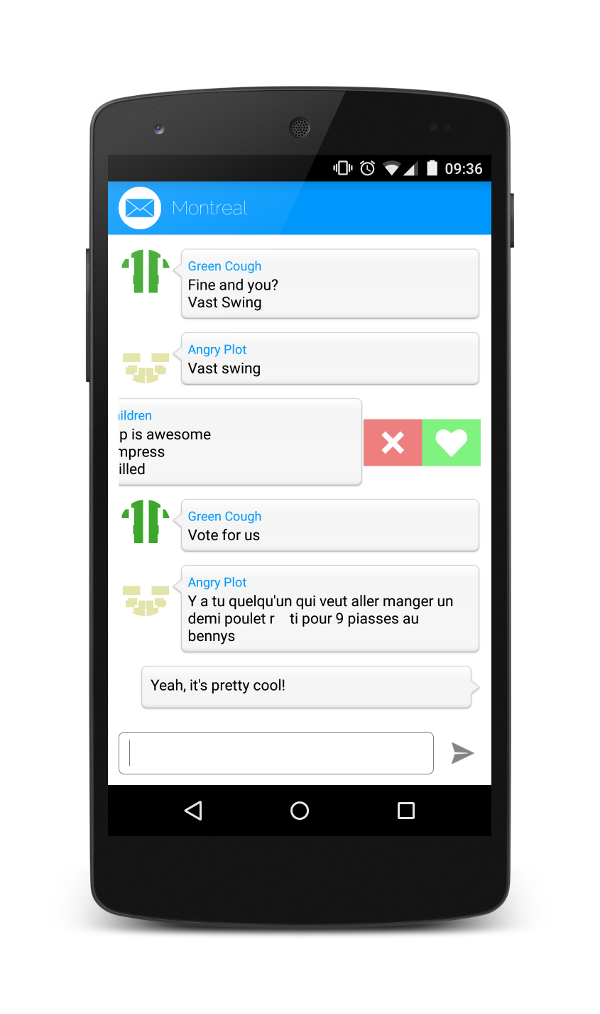 09:36
Montreal
Green Cough
Fine and you?
Vast Swing
Angry Plot
Vast swing
ildren
p is awesome
mpress
illed
Green Cough
Vote for us
Angry Plot
Y a tu quelqu'un qui veut aller manger un
demi poulet r    ti pour 9 piasses au
bennys
Yeah, it's pretty cool!